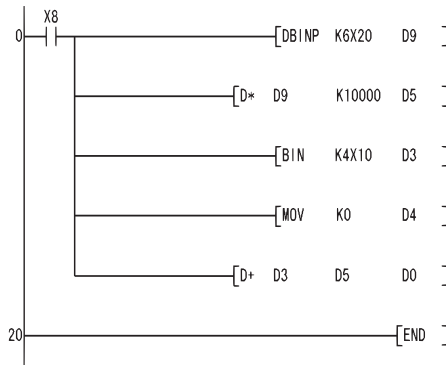 X8
0 [DBINP K6X20 D9 ]
[D* D9 K10000 D5 ]
[BIN K4X10 D3 ]
[MOV K0 D4 ]
[D+ D3 D5 D0 ]
20 [END ]